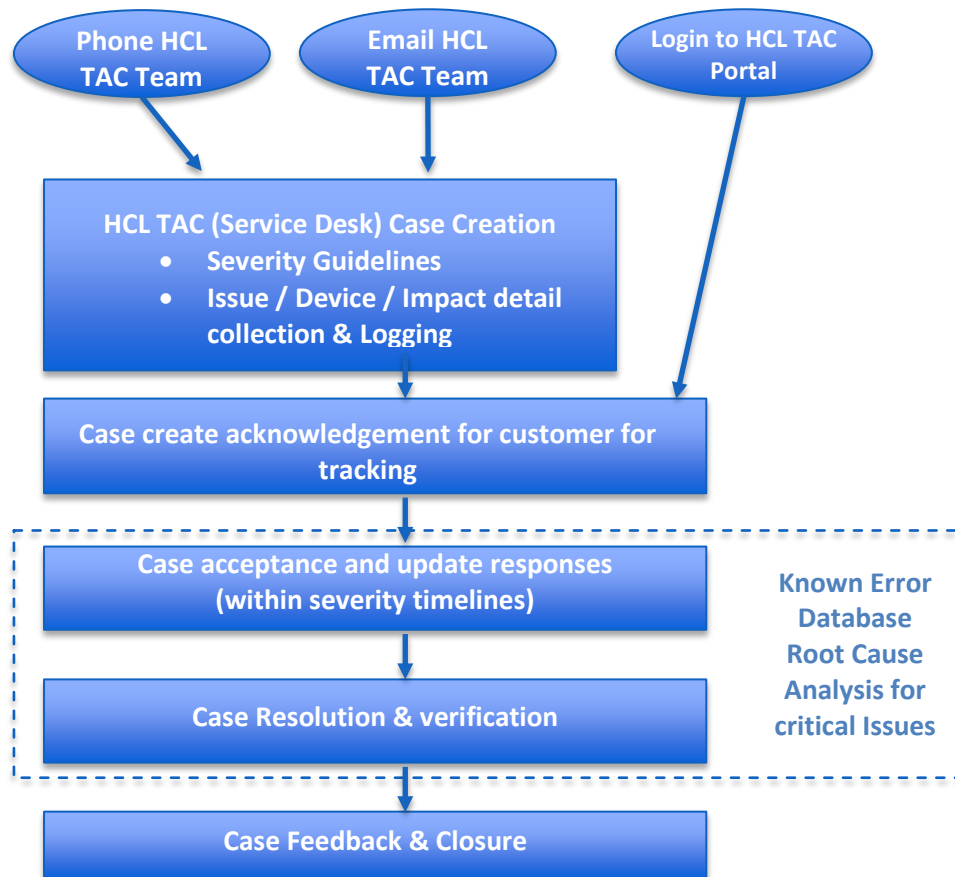 Phone HCL
TAC Team
Email HCL
TAC Team
Login to HCL TAC
Portal
HCL TAC (Service Desk) Case Creation
• Severity Guidelines
• Issue / Device / Impact detail
collection & Logging
Case create acknowledgement for customer for
tracking
Case acceptance and update responses
(within severity timelines)
Known Error
Database
Root Cause
Analysis for
critical Issues
Case Resolution & verification
Case Feedback & Closure